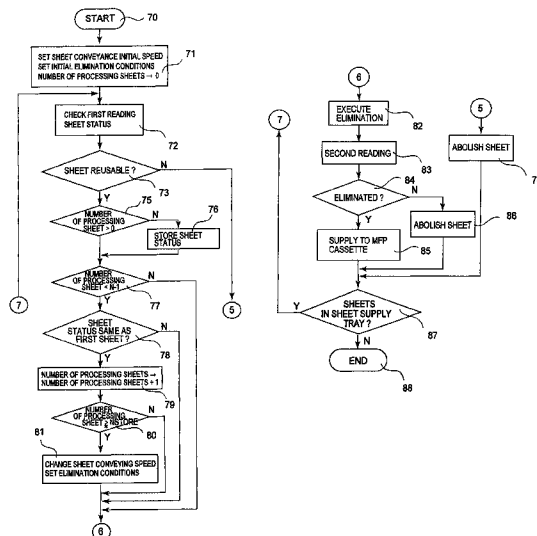 START
70
SET SHEET CONVEYANCE INITIAL SPEED
SET INITIAL ELIMINATION CONDITIONS
NUMBER OF PROCESSING SHEETS → 0
71
CHECK FIRST READING
SHEET STATUS
72
SHEET REUSABLE ?
N
73
Y
75
NUMBER
OF PROCESSING
SHEET > 0
N
76
STORE SHEET
STATUS
Y
NUMBER
OF PROCESSING
SHEET < N-1
N
77
7
5
Y
SHEET
STATUS SAME AS
FIRST SHEET ?
N
78
Y
NUMBER OF PROCESSING SHEETS →
NUMBER OF PROCESSING SHEETS + 1
79
NUMBER
OF PROCESSING
SHEET ≧ NSTORE
N
80
81
Y
CHANGE SHEET CONVEYING SPEED
SET ELIMINATION CONDITIONS
6
6
EXECUTE
ELIMINATION
82
7
5
ABOLISH SHEET
7
SECOND READING
83
84
ELIMINATED ?
N
Y
ABOLISH SHEET
86
SUPPLY TO MFP
CASSETTE
85
Y
SHEETS
IN SHEET SUPPLY
TRAY ?
87
N
END
88